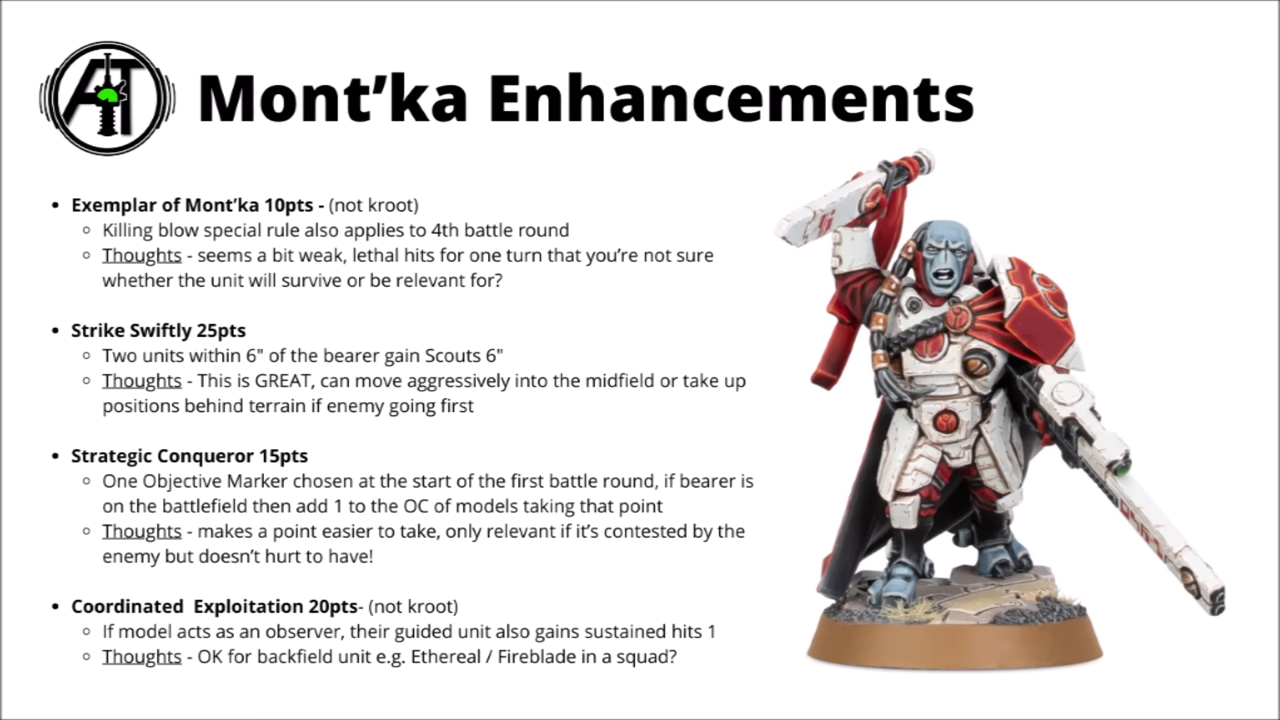 AT
Mont’ka Enhancements
• Exemplar of Mont’ka 10pts - (not kroot)
◦ Killing blow special rule also applies to 4th battle round
◦ Thoughts - seems a bit weak, lethal hits for one turn that you’re not sure
whether the unit will survive or be relevant for?
• Strike Swiftly 25pts
◦ Two units within 6" of the bearer gain Scouts 6"
◦ Thoughts - This is GREAT, can move aggressively into the midfield or take up
positions behind terrain if enemy going first
• Strategic Conqueror 15pts
◦ One Objective Marker chosen at the start of the first battle round, if bearer is
on the battlefield then add 1 to the OC of models taking that point
◦ Thoughts - makes a point easier to take, only relevant if it’s contested by the
enemy but doesn’t hurt to have!
• Coordinated  Exploitation 20pts- (not kroot)
◦ If model acts as an observer, their guided unit also gains sustained hits 1
◦ Thoughts - OK for backfield unit e.g. Ethereal / Fireblade in a squad?